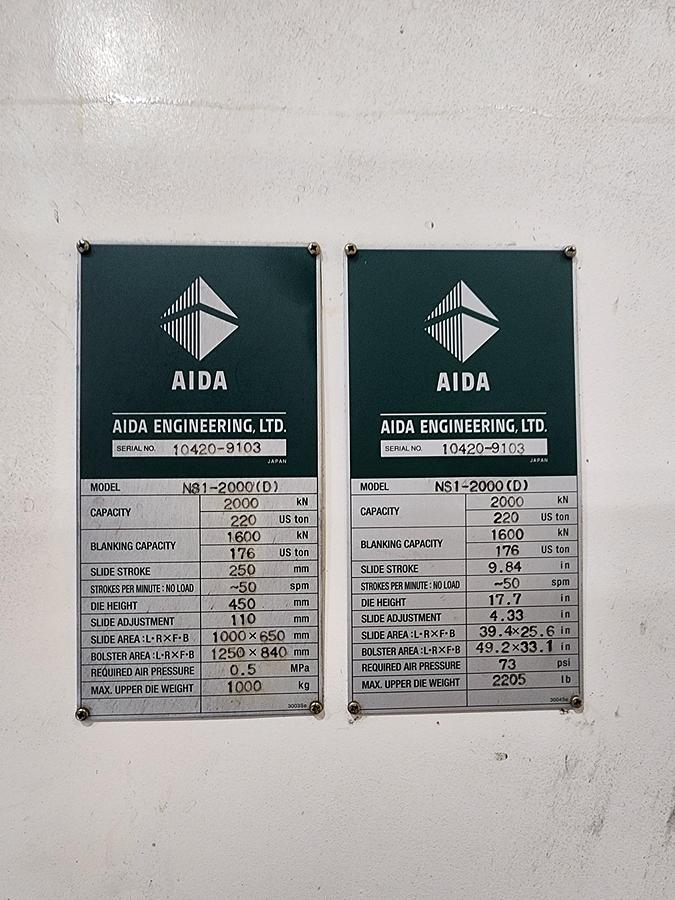 AIDA
AIDA ENGINEERING, LTD.
SERIAL NO. 10420-9103
JAPAN
MODEL NS1-2000(D)
CAPACITY 2000 kN
220 US ton
BLANKING CAPACITY 1600 kN
176 US ton
SLIDE STROKE 250 mm
STROKES PER MINUTE : NO LOAD ~50 spm
DIE HEIGHT 450 mm
SLIDE ADJUSTMENT 110 mm
SLIDE AREA : L·R×F·B 1000×650 mm
BOLSTER AREA : L·R×F·B 1250×840 mm
REQUIRED AIR PRESSURE 0.5 MPa
MAX. UPPER DIE WEIGHT 1000 kg
AIDA
AIDA ENGINEERING, LTD.
SERIAL NO. 10420-9103
JAPAN
MODEL NS1-2000(D)
CAPACITY 2000 kN
220 US ton
BLANKING CAPACITY 1600 kN
176 US ton
SLIDE STROKE 9.84 in
STROKES PER MINUTE : NO LOAD ~50 spm
DIE HEIGHT 17.7 in
SLIDE ADJUSTMENT 4.33 in
SLIDE AREA : L·R×F·B 39.4×25.6 in
BOLSTER AREA : L·R×F·B 49.2×33.1 in
REQUIRED AIR PRESSURE 73 psi
MAX. UPPER DIE WEIGHT 2205 lb